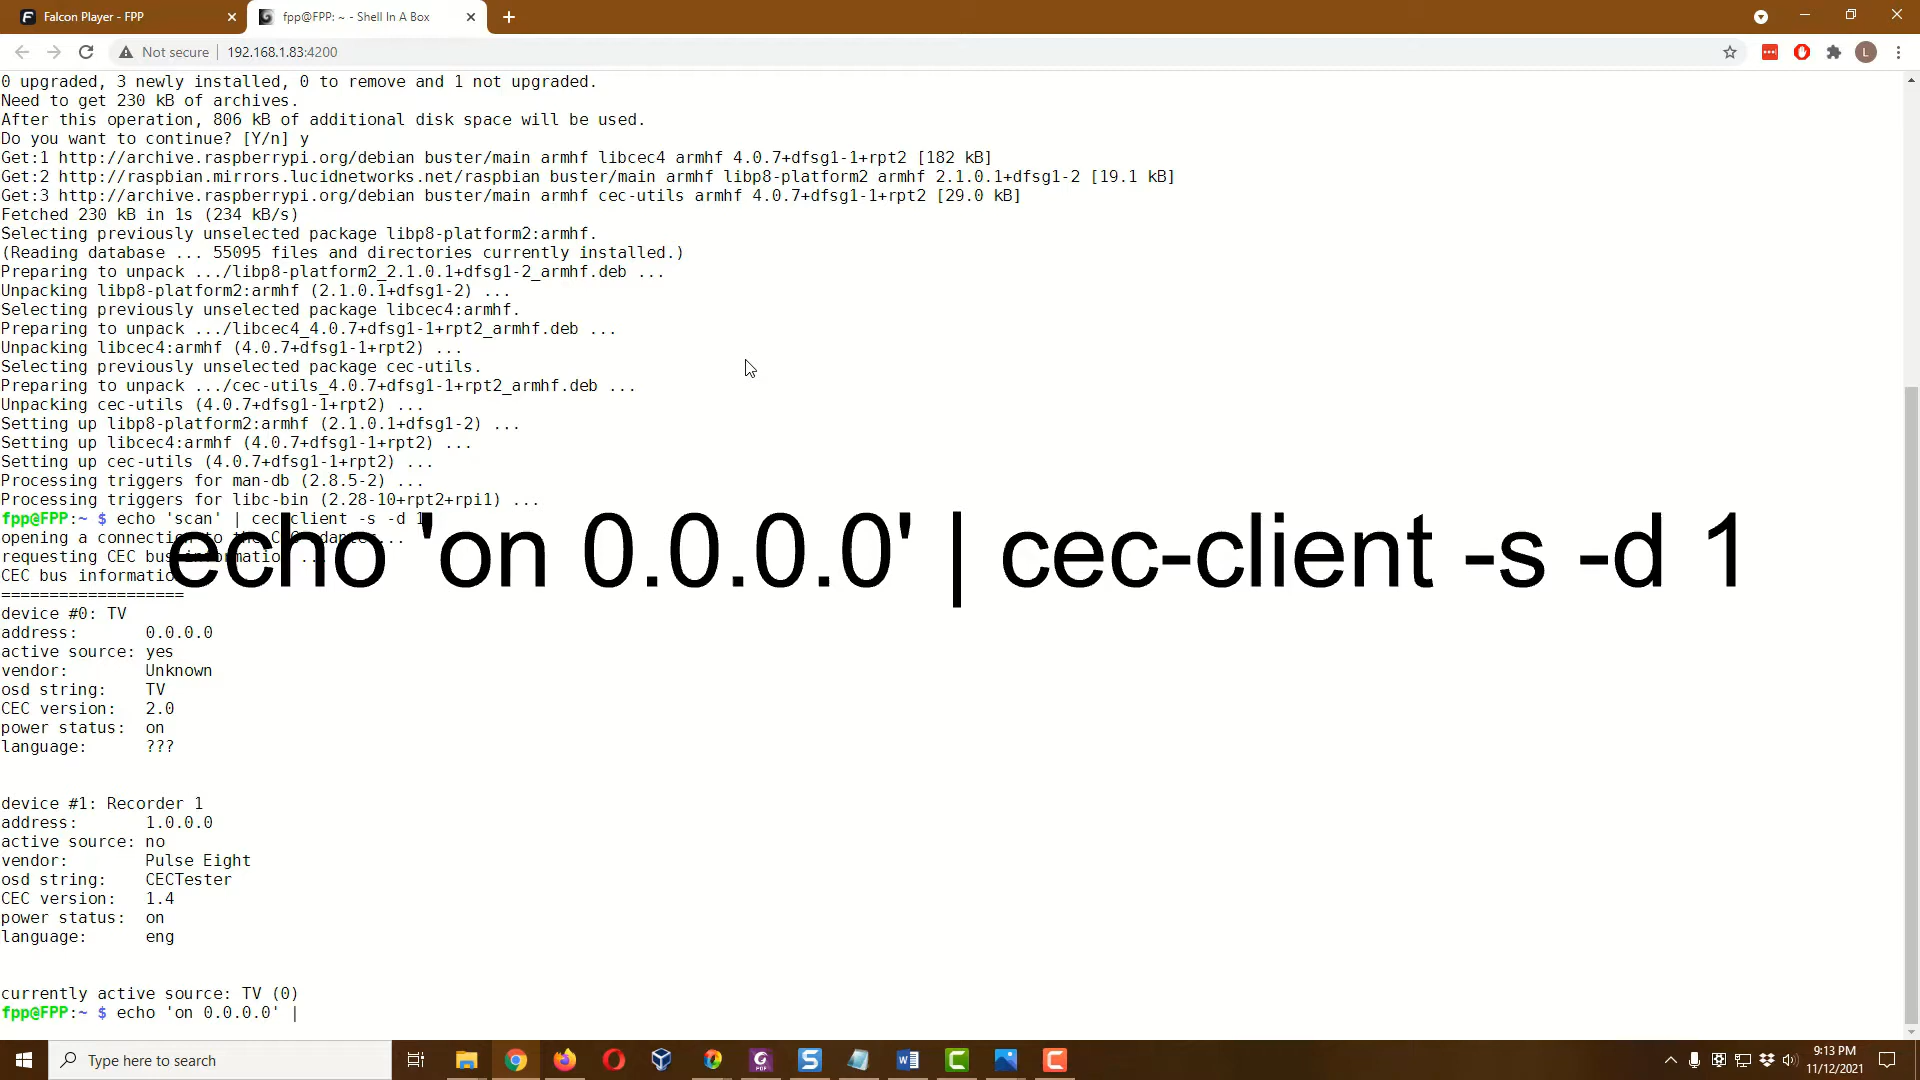 Falcon Player - FPP
fpp@FPP: ~ - Shell In A Box
Not secure
192.168.1.83:4200
L
0 upgraded, 3 newly installed, 0 to remove and 1 not upgraded.
Need to get 230 kB of archives.
After this operation, 806 kB of additional disk space will be used.
Do you want to continue? [Y/n] y
Get:1 http://archive.raspberrypi.org/debian buster/main armhf libcec4 armhf 4.0.7+dfsg1-1+rpt2 [182 kB]
Get:2 http://raspbian.mirrors.lucidnetworks.net/raspbian buster/main armhf libp8-platform2 armhf 2.1.0.1+dfsg1-2 [19.1 kB]
Get:3 http://archive.raspberrypi.org/debian buster/main armhf cec-utils armhf 4.0.7+dfsg1-1+rpt2 [29.0 kB]
Fetched 230 kB in 1s (234 kB/s)
Selecting previously unselected package libp8-platform2:armhf.
(Reading database ... 55095 files and directories currently installed.)
Preparing to unpack .../libp8-platform2_2.1.0.1+dfsg1-2_armhf.deb ...
Unpacking libp8-platform2:armhf (2.1.0.1+dfsg1-2) ...
Selecting previously unselected package libcec4:armhf.
Preparing to unpack .../libcec4_4.0.7+dfsg1-1+rpt2_armhf.deb ...
Unpacking libcec4:armhf (4.0.7+dfsg1-1+rpt2) ...
Selecting previously unselected package cec-utils.
Preparing to unpack .../cec-utils_4.0.7+dfsg1-1+rpt2_armhf.deb ...
Unpacking cec-utils (4.0.7+dfsg1-1+rpt2) ...
Setting up libp8-platform2:armhf (2.1.0.1+dfsg1-2) ...
Setting up libcec4:armhf (4.0.7+dfsg1-1+rpt2) ...
Setting up cec-utils (4.0.7+dfsg1-1+rpt2) ...
Processing triggers for man-db (2.8.5-2) ...
Processing triggers for libc-bin (2.28-10+rpt2+rpi1) ...
fpp@FPP:~ $ echo 'scan' | cec-client -s -d 1
opening a connection to the CEC adapter...
requesting CEC bus information ...
CEC bus information
===================
echo 'on 0.0.0.0' | cec-client -s -d 1
device #0: TV
address: 0.0.0.0
active source: yes
vendor: Unknown
osd string: TV
CEC version: 2.0
power status: on
language: ???
device #1: Recorder 1
address: 1.0.0.0
active source: no
vendor: Pulse Eight
osd string: CECTester
CEC version: 1.4
power status: on
language: eng
currently active source: TV (0)
fpp@FPP:~ $ echo 'on 0.0.0.0' |
Type here to search
9:13 PM
11/12/2021